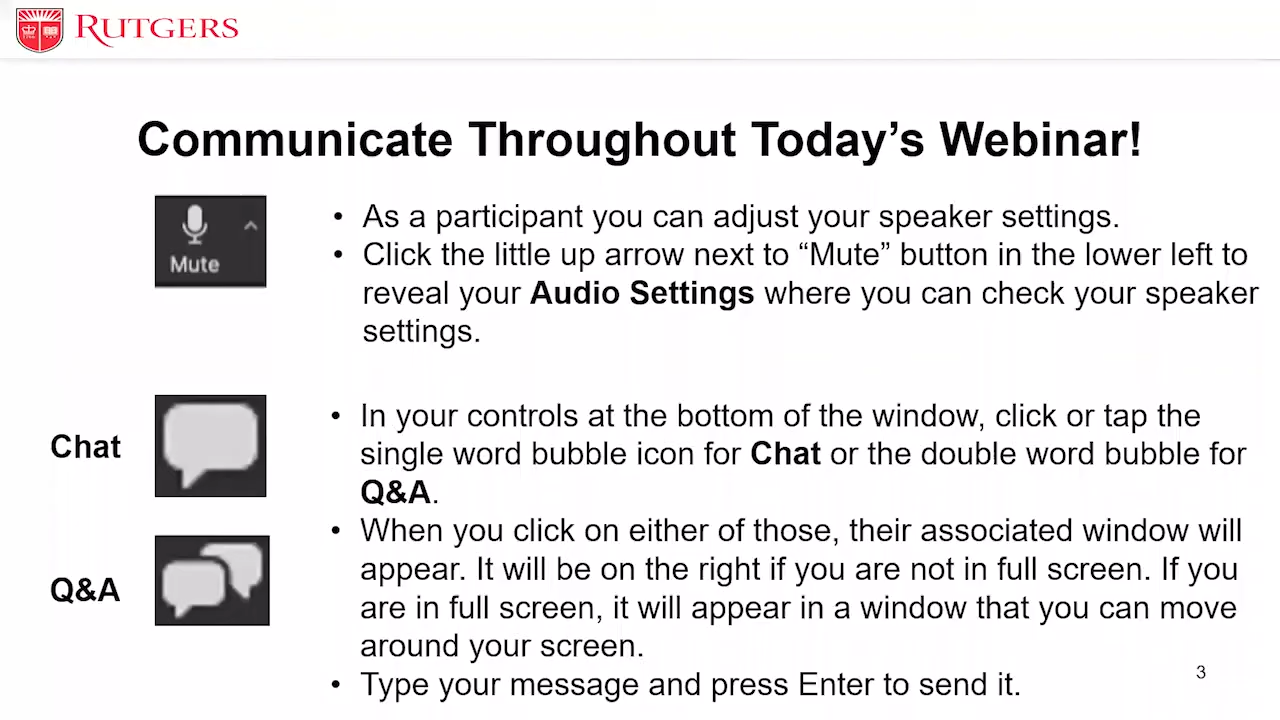 RUTGERS
Communicate Throughout Today’s Webinar!
Mute
• As a participant you can adjust your speaker settings.
• Click the little up arrow next to “Mute” button in the lower left to
reveal your Audio Settings where you can check your speaker
settings.
Chat
• In your controls at the bottom of the window, click or tap the
single word bubble icon for Chat or the double word bubble for
Q&A.
Q&A
• When you click on either of those, their associated window will
appear. It will be on the right if you are not in full screen. If you
are in full screen, it will appear in a window that you can move
around your screen.
• Type your message and press Enter to send it.
3